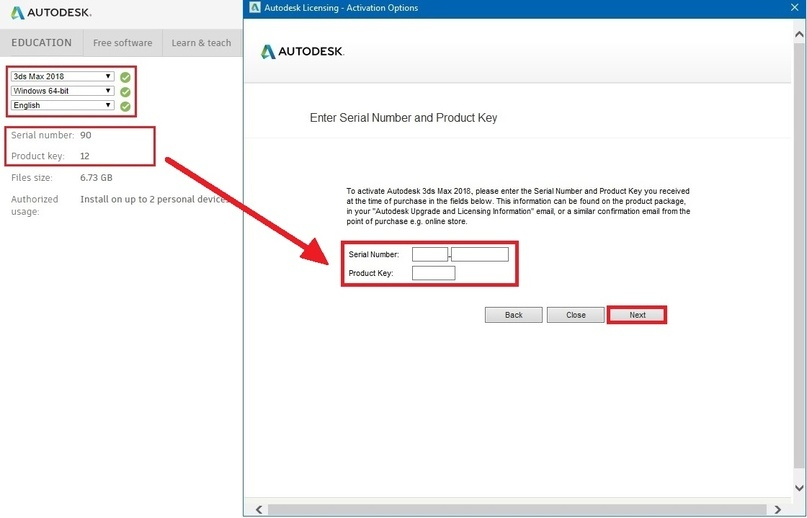 AUTODESK.
EDUCATION
Free software
Learn & teach
3ds Max 2018
Windows 64-bit
English
Serial number: 90
Product key: 12
Files size: 6.73 GB
Authorized usage: Install on up to 2 personal devices
Autodesk Licensing - Activation Options
AUTODESK.
Enter Serial Number and Product Key
To activate Autodesk 3ds Max 2018, please enter the Serial Number and Product Key you received
at the time of purchase in the fields below. This information can be found on the product package,
in your "Autodesk Upgrade and Licensing Information" email, or a similar confirmation email from the
point of purchase e.g. online store.
Serial Number: -
Product Key:
Back
Close
Next